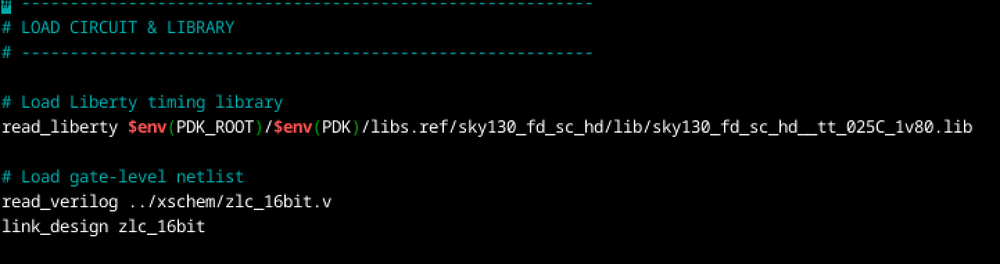 # -----------------------------------------------------------
# LOAD CIRCUIT & LIBRARY
# -----------------------------------------------------------
# Load Liberty timing library
read_liberty $env(PDK_ROOT)/$env(PDK)/libs.ref/sky130_fd_sc_hd/lib/sky130_fd_sc_hd__tt_025C_1v80.lib
# Load gate-level netlist
read_verilog ../xschem/zlc_16bit.v
link_design zlc_16bit